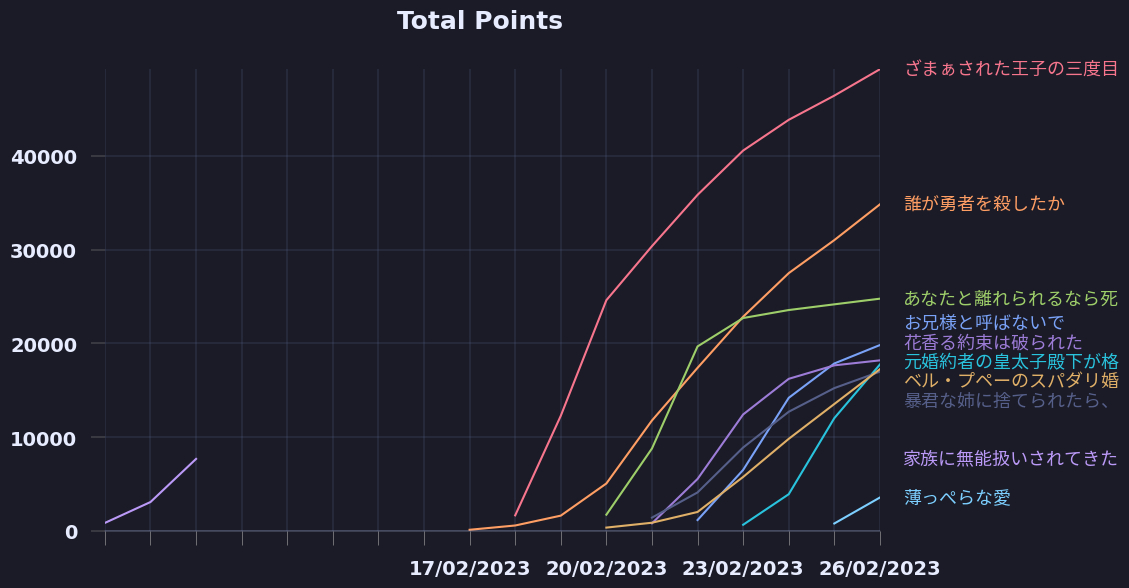 Total Points
ざまぁされた王子の三度目
40000
誰が勇者を殺したか
30000
あなたと離れられるなら死
お兄様と呼ばないで
20000
花香る約束は破られた
元婚約者の皇太子殿下が格
ベル・プペーのスパダリ婚
暴君な姉に捨てられたら、
10000
家族に無能扱いされてきた
薄っぺらな愛
0
17/02/2023 20/02/2023 23/02/2023 26/02/2023